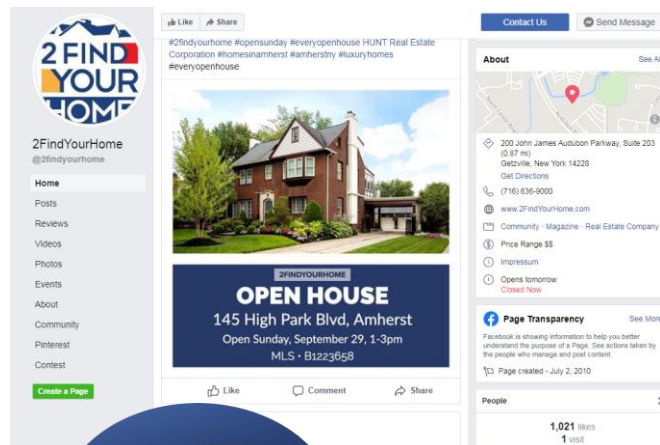 2 FIND
YOUR
HOME
2FindYourHome
@2findyourhome
Home
Posts
Reviews
Videos
Photos
Events
About
Community
Pinterest
Contest
Create a Page
Like
Share
#2findyourhome #opensunday #everyopenhouse HUNT Real Estate
Corporation #homesinamherst #amherstny #luxuryhomes
#everyopenhouse
2FINDYOURHOME
OPEN HOUSE
145 High Park Blvd, Amherst
Open Sunday, September 29, 1-3pm
MLS • B1223658
Like Comment Share
Contact Us
Send Message
About
See Al
200 John James Audubon Parkway, Suite 203
(0.87 mi)
Getzville, New York 14228
Get Directions
(716) 636-9000
www.2FindYourHome.com
Community · Magazine · Real Estate Company
Price Range $$
Impressum
Opens tomorrow
Closed Now
Page Transparency
See More
Facebook is showing information to help you better
understand the purpose of a Page. See actions taken by
the people who manage and post content.
Page created - July 2, 2010
People
1,021 likes
1 visit